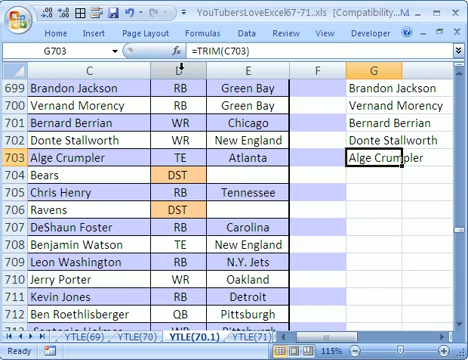 YouTubersLoveExcel67-71.xls [Compatibility
Home Insert Page Layout Formulas Data Review View Developer
G703 fx =TRIM(C703)
C D E F G
699 Brandon Jackson RB Green Bay Brandon Jackson
700 Vernand Morency RB Green Bay Vernand Morency
701 Bernard Berrian WR Chicago Bernard Berrian
702 Donte Stallworth WR New England Donte Stallworth
703 Alge Crumpler TE Atlanta Alge Crumpler
704 Bears DST
705 Chris Henry RB Tennessee
706 Ravens DST
707 DeShaun Foster RB Carolina
708 Benjamin Watson TE New England
709 Leon Washington RB N.Y. Jets
710 Jerry Porter WR Oakland
711 Kevin Jones RB Detroit
712 Ben Roethlisberger QB Pittsburgh
713 Santonio Holmes WR Pittsburgh
YTLE(69) YTLE(70) YTLE(70.1) YTLE(71)
Ready 115%